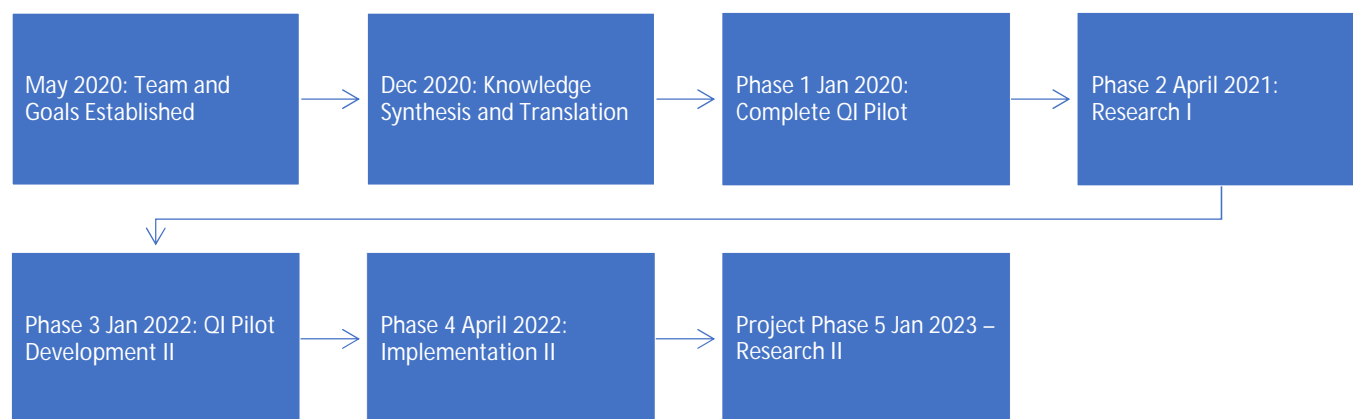 May 2020: Team and
Goals Established
Dec 2020: Knowledge
Synthesis and Translation
Phase 1 Jan 2020:
Complete QI Pilot
Phase 2 April 2021:
Research I
Phase 3 Jan 2022: QI Pilot
Development II
Phase 4 April 2022:
Implementation II
Project Phase 5 Jan 2023 –
Research II